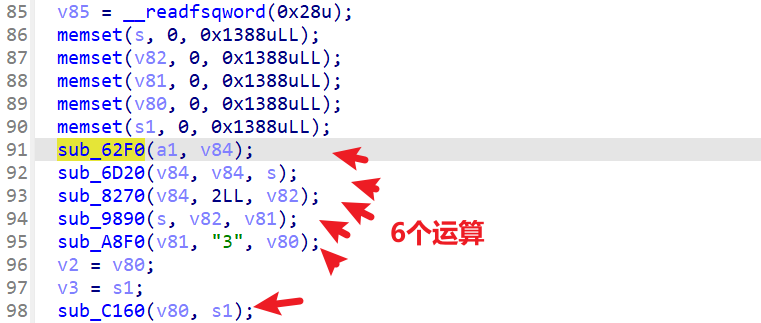 85 v85 = __readfsqword(0x28u);
86 memset(s, 0, 0x1388uLL);
87 memset(v82, 0, 0x1388uLL);
88 memset(v81, 0, 0x1388uLL);
89 memset(v80, 0, 0x1388uLL);
90 memset(s1, 0, 0x1388uLL);
91 sub_62F0(a1, v84);
92 sub_6D20(v84, v84, s);
93 sub_8270(v84, 2LL, v82);
94 sub_9890(s, v82, v81);
95 sub_A8F0(v81, "3", v80);
96 v2 = v80;
97 v3 = s1;
98 sub_C160(v80, s1);
6个运算